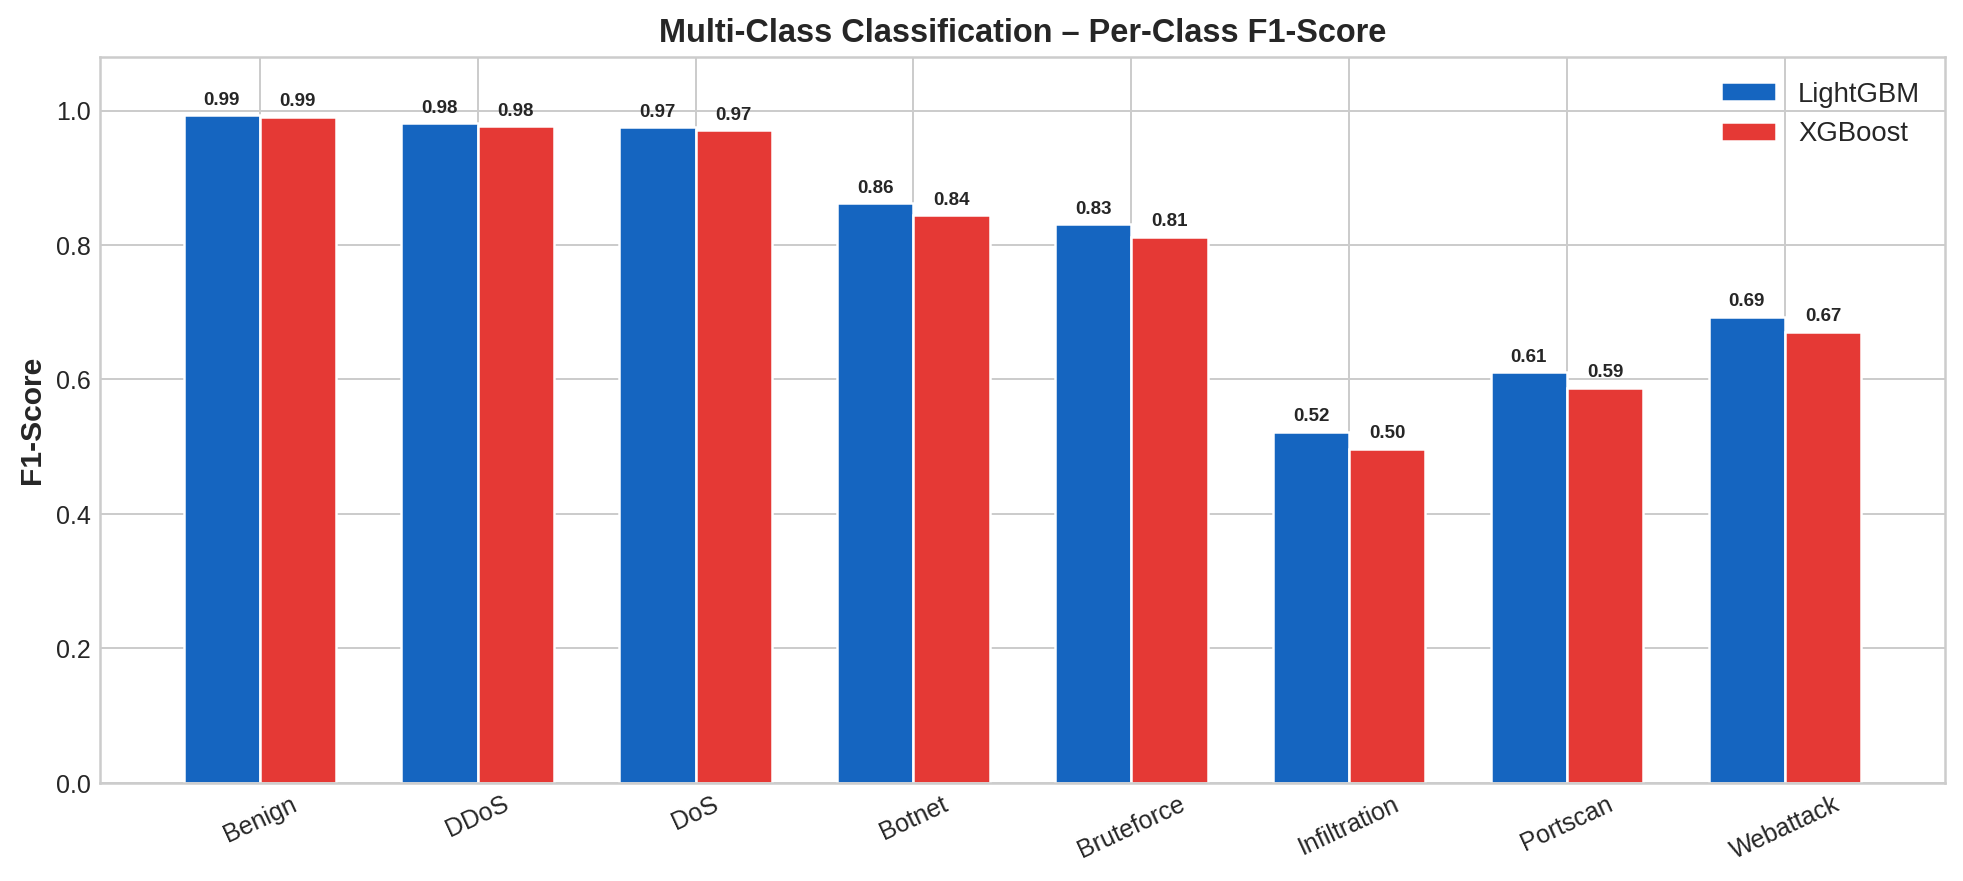 Multi-Class Classification – Per-Class F1-Score
LightGBM
XGBoost
F1-Score
1.0
0.8
0.6
0.4
0.2
0.0
0.99 0.99
0.98 0.98
0.97 0.97
0.86 0.84
0.83 0.81
0.52 0.50
0.61 0.59
0.69 0.67
Benign
DDoS
DoS
Botnet
Bruteforce
Infiltration
Portscan
Webattack